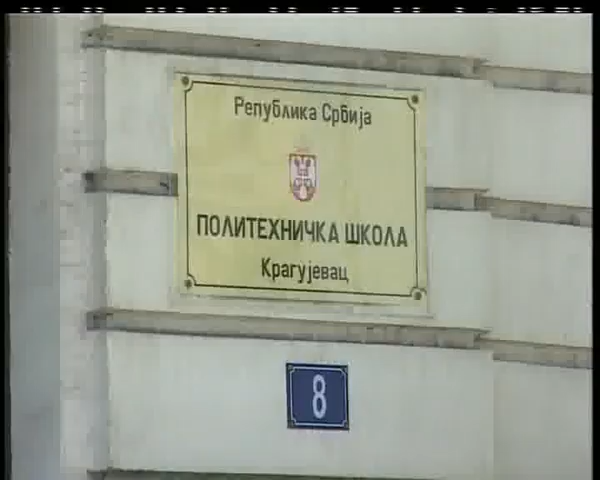 Република Србија
ПОЛИТЕХНИЧКА ШКОЛА
Крагујевац
8